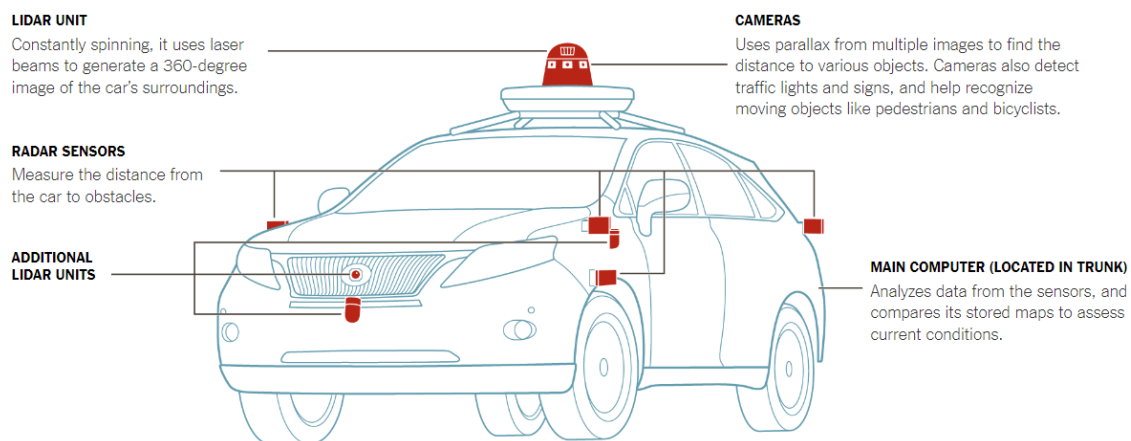 LIDAR UNIT
Constantly spinning, it uses laser
beams to generate a 360-degree
image of the car’s surroundings.
CAMERAS
Uses parallax from multiple images to find the
distance to various objects. Cameras also detect
traffic lights and signs, and help recognize
moving objects like pedestrians and bicyclists.
RADAR SENSORS
Measure the distance from
the car to obstacles.
ADDITIONAL
LIDAR UNITS
MAIN COMPUTER (LOCATED IN TRUNK)
Analyzes data from the sensors, and
compares its stored maps to assess
current conditions.